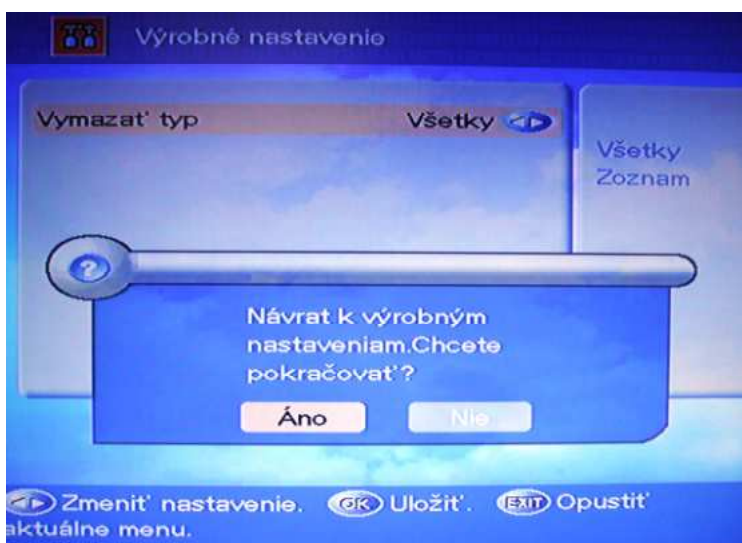 Výrobné nastavenie
Vymazať typ Všetky
Všetky
Zoznam
Návrat k výrobným
nastaveniam.Chcete
pokračovať?
Áno Nie
Zmeniť nastavenie. OK Uložiť. EXIT Opustiť
aktuálne menu.